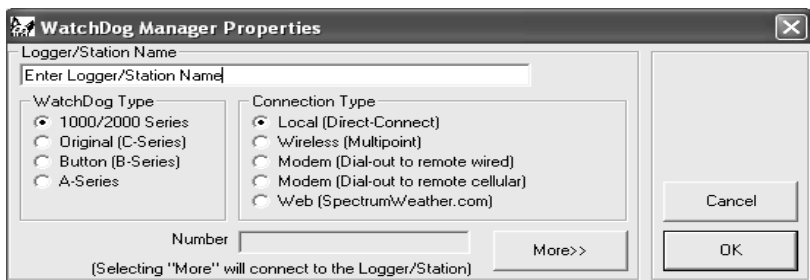 WatchDog Manager Properties
Logger/Station Name
Enter Logger/Station Name
WatchDog Type
1000/2000 Series
Original (C-Series)
Button (B-Series)
A-Series
Connection Type
Local (Direct-Connect)
Wireless (Multipoint)
Modem (Dial-out to remote wired)
Modem (Dial-out to remote cellular)
Web (SpectrumWeather.com)
Number
(Selecting "More" will connect to the Logger/Station)
More>>
Cancel
OK